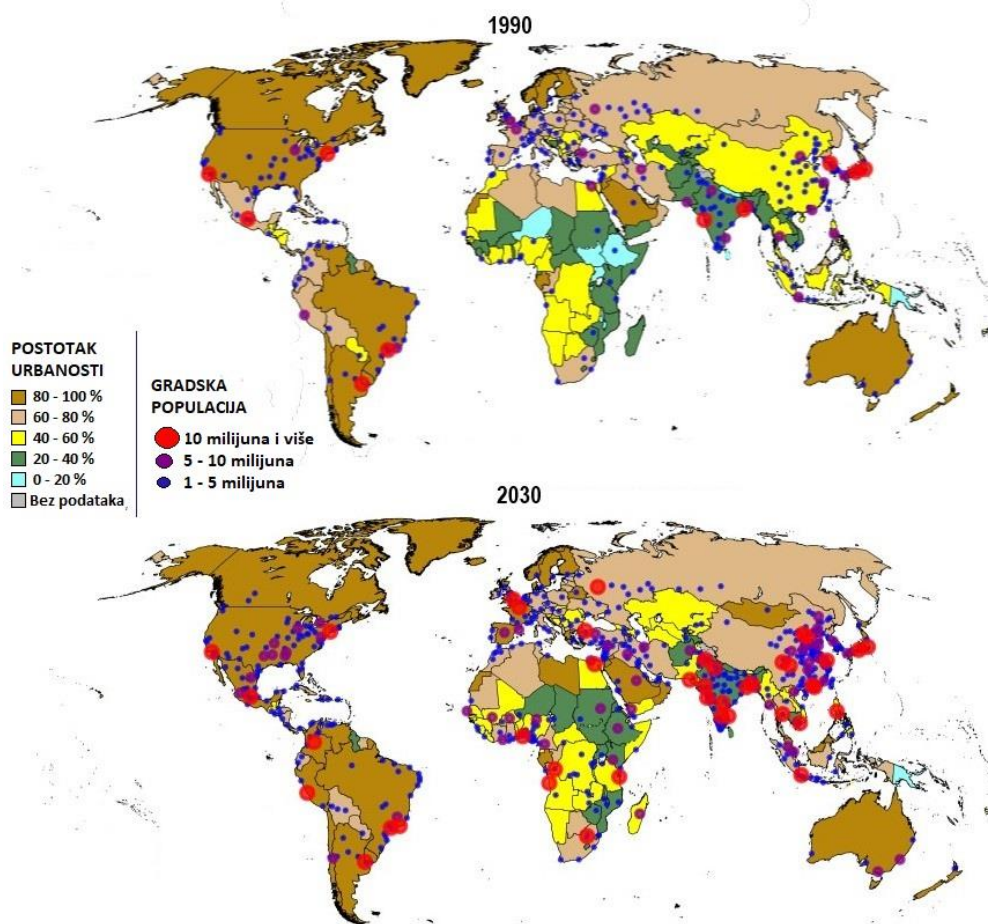 1990
POSTOTAK
URBANOSTI
80 - 100 %
60 - 80 %
40 - 60 %
20 - 40 %
0 - 20 %
Bez podataka,
GRADSKA
POPULACIJA
10 milijuna i više
5 - 10 milijuna
1 - 5 milijuna
2030